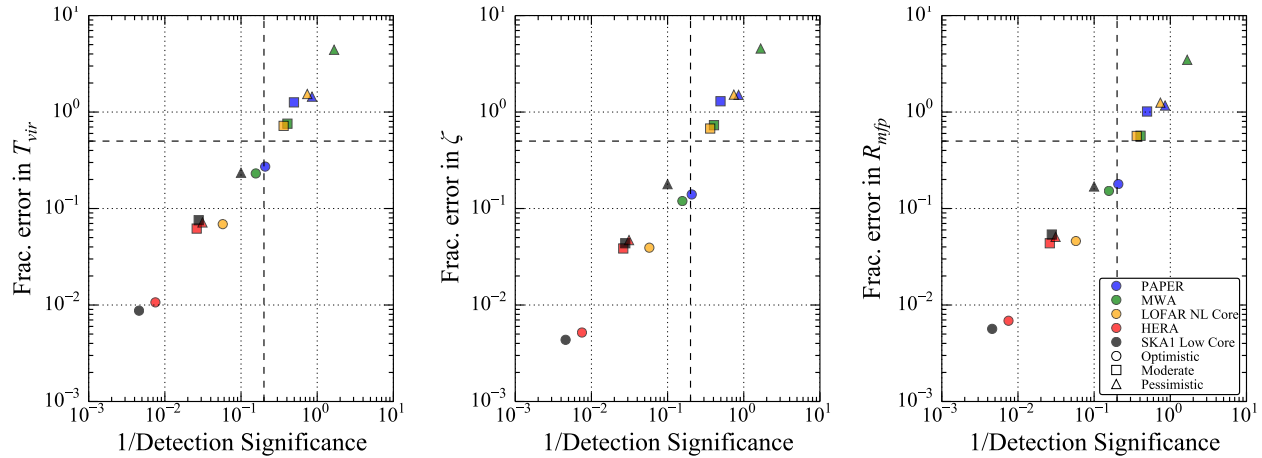 Frac. error in T_vir
10^1
10^0
10^-1
10^-2
10^-3
10^-3 10^-2 10^-1 10^0 10^1
1/Detection Significance
Frac. error in ζ
10^1
10^0
10^-1
10^-2
10^-3
10^-3 10^-2 10^-1 10^0 10^1
1/Detection Significance
Frac. error in R_mfp
10^1
10^0
10^-1
10^-2
10^-3
10^-3 10^-2 10^-1 10^0 10^1
1/Detection Significance
PAPER
MWA
LOFAR NL Core
HERA
SKA1 Low Core
Optimistic
Moderate
Pessimistic